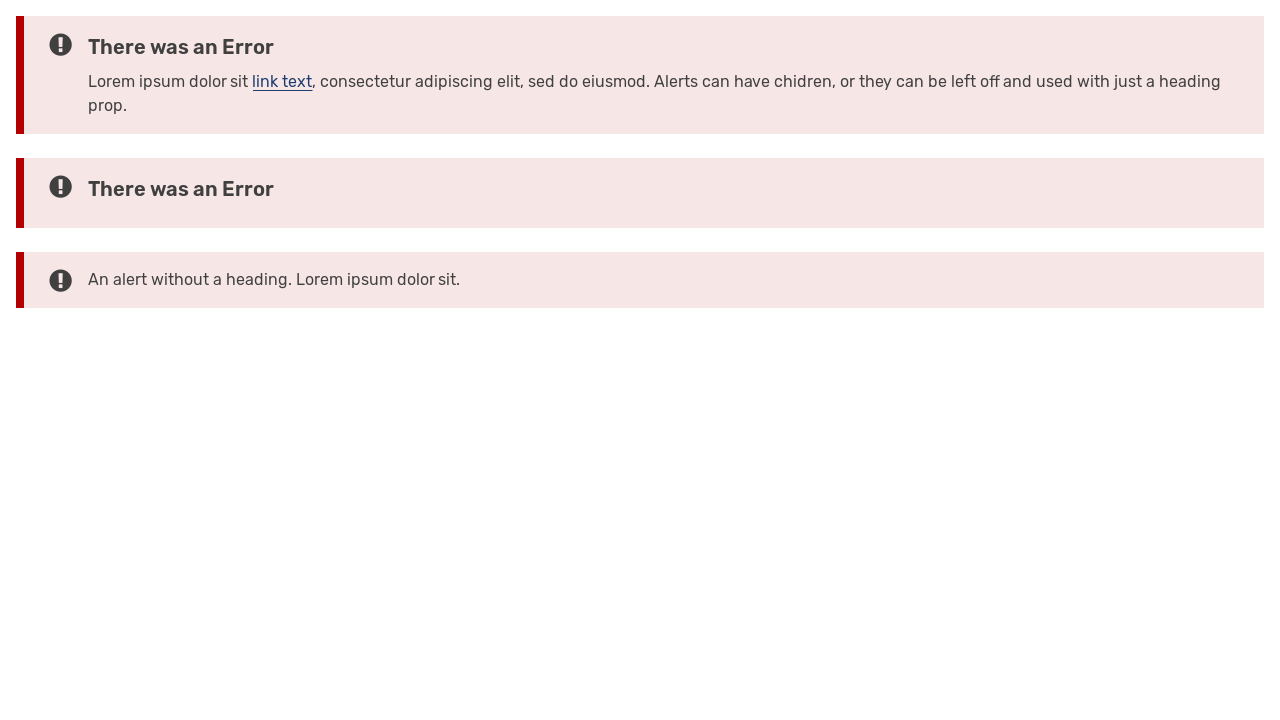 There was an Error
Lorem ipsum dolor sit link text, consectetur adipiscing elit, sed do eiusmod. Alerts can have chidren, or they can be left off and used with just a heading
prop.
There was an Error
An alert without a heading. Lorem ipsum dolor sit.